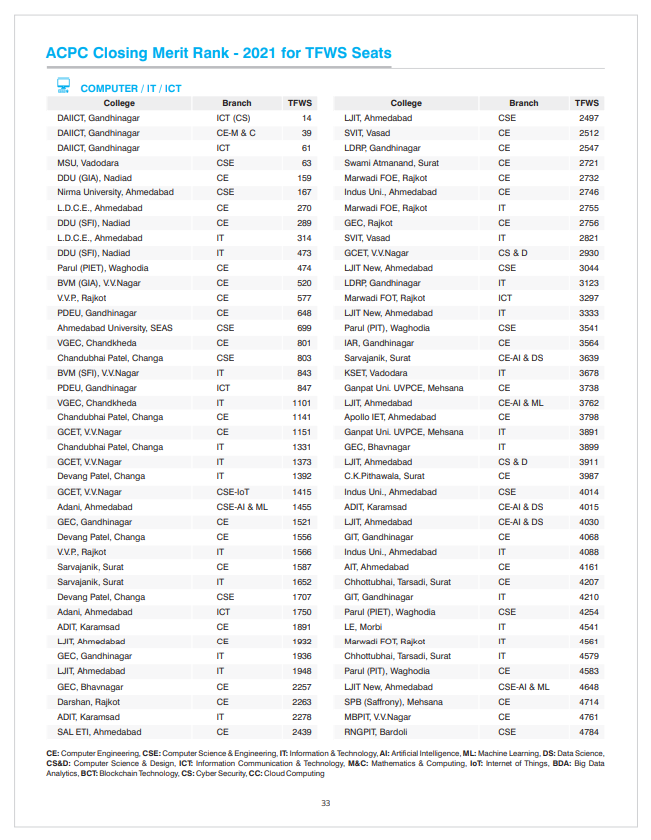 ACPC Closing Merit Rank - 2021 for TFWS Seats
COMPUTER / IT / ICT
College Branch TFWS
DAIICT, Gandhinagar ICT (CS) 14
DAIICT, Gandhinagar CE-M & C 39
DAIICT, Gandhinagar ICT 61
MSU, Vadodara CSE 63
DDU (GIA), Nadiad CE 159
Nirma University, Ahmedabad CSE 167
L.D.C.E., Ahmedabad CE 270
DDU (SFI), Nadiad CE 289
L.D.C.E., Ahmedabad IT 314
DDU (SFI), Nadiad IT 473
Parul (PIET), Waghodia CE 474
BVM (GIA), V.V.Nagar CE 520
V.V.P., Rajkot CE 577
PDEU, Gandhinagar CE 648
Ahmedabad University, SEAS CSE 699
VGEC, Chandkheda CE 801
Chandubhai Patel, Changa CSE 803
BVM (SFI), V.V.Nagar IT 843
PDEU, Gandhinagar ICT 847
VGEC, Chandkheda IT 1101
Chandubhai Patel, Changa CE 1141
GCET, V.V.Nagar CE 1151
Chandubhai Patel, Changa IT 1331
GCET, V.V.Nagar IT 1373
Devang Patel, Changa IT 1392
GCET, V.V.Nagar CSE-IoT 1415
Adani, Ahmedabad CSE-AI & ML 1455
GEC, Gandhinagar CE 1521
Devang Patel, Changa CE 1556
V.V.P., Rajkot IT 1566
Sarvajanik, Surat CE 1587
Sarvajanik, Surat IT 1652
Devang Patel, Changa CSE 1707
Adani, Ahmedabad ICT 1750
ADIT, Karamsad CE 1891
LJIT, Ahmedabad CE 1932
GEC, Gandhinagar IT 1936
LJIT, Ahmedabad IT 1948
GEC, Bhavnagar CE 2257
Darshan, Rajkot CE 2263
ADIT, Karamsad IT 2278
SAL ETI, Ahmedabad CE 2439
College Branch TFWS
LJIT, Ahmedabad CSE 2497
SVIT, Vasad CE 2512
LDRP, Gandhinagar CE 2547
Swami Atmanand, Surat CE 2721
Marwadi FOE, Rajkot CE 2732
Indus Uni., Ahmedabad CE 2746
Marwadi FOE, Rajkot IT 2755
GEC, Rajkot CE 2756
SVIT, Vasad IT 2821
GCET, V.V.Nagar CS & D 2930
LJIT New, Ahmedabad CSE 3044
LDRP, Gandhinagar IT 3123
Marwadi FOT, Rajkot ICT 3297
LJIT New, Ahmedabad IT 3333
Parul (PIT), Waghodia CSE 3541
IAR, Gandhinagar CE 3564
Sarvajanik, Surat CE-AI & DS 3639
KSET, Vadodara IT 3678
Ganpat Uni. UVPCE, Mehsana CE 3738
LJIT, Ahmedabad CE-AI & ML 3762
Apollo IET, Ahmedabad CE 3798
Ganpat Uni. UVPCE, Mehsana IT 3891
GEC, Bhavnagar IT 3899
LJIT, Ahmedabad CS & D 3911
C.K.Pithawala, Surat CE 3987
Indus Uni., Ahmedabad CSE 4014
ADIT, Karamsad CE-AI & DS 4015
LJIT, Ahmedabad CE-AI & DS 4030
GIT, Gandhinagar CE 4068
Indus Uni., Ahmedabad IT 4088
AIT, Ahmedabad CE 4161
Chhottubhai, Tarsadi, Surat CE 4207
GIT, Gandhinagar IT 4210
Parul (PIET), Waghodia CSE 4254
LE, Morbi IT 4541
Marwadi FOT, Rajkot IT 4561
Chhottubhai, Tarsadi, Surat IT 4579
Parul (PIT), Waghodia CE 4583
LJIT New, Ahmedabad CSE-AI & ML 4648
SPB (Saffrony), Mehsana CE 4714
MBPIT, V.V.Nagar CE 4761
RNGPIT, Bardoli CSE 4784
CE: Computer Engineering, CSE: Computer Science & Engineering, IT: Information & Technology, AI: Artificial Intelligence, ML: Machine Learning, DS: Data Science,
CS&D: Computer Science & Design, ICT: Information Communication & Technology, M&C: Mathematics & Computing, IoT: Internet of Things, BDA: Big Data
Analytics, BCT: Blockchain Technology, CS: Cyber Security, CC: Cloud Computing
33